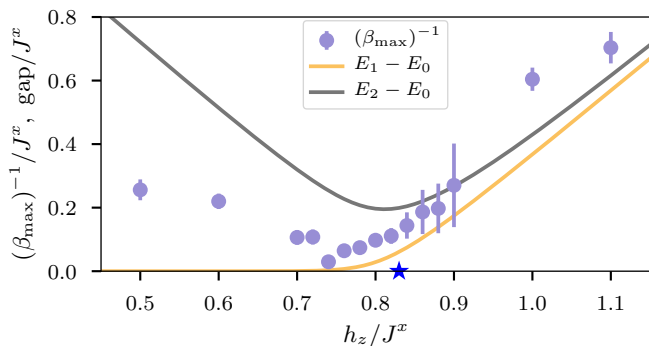 0.8
0.6
0.4
0.2
0.0
(β_max)^−1/J^x, gap/J^x
(β_max)^−1
E_1 − E_0
E_2 − E_0
0.5 0.6 0.7 0.8 0.9 1.0 1.1
h_z/J^x